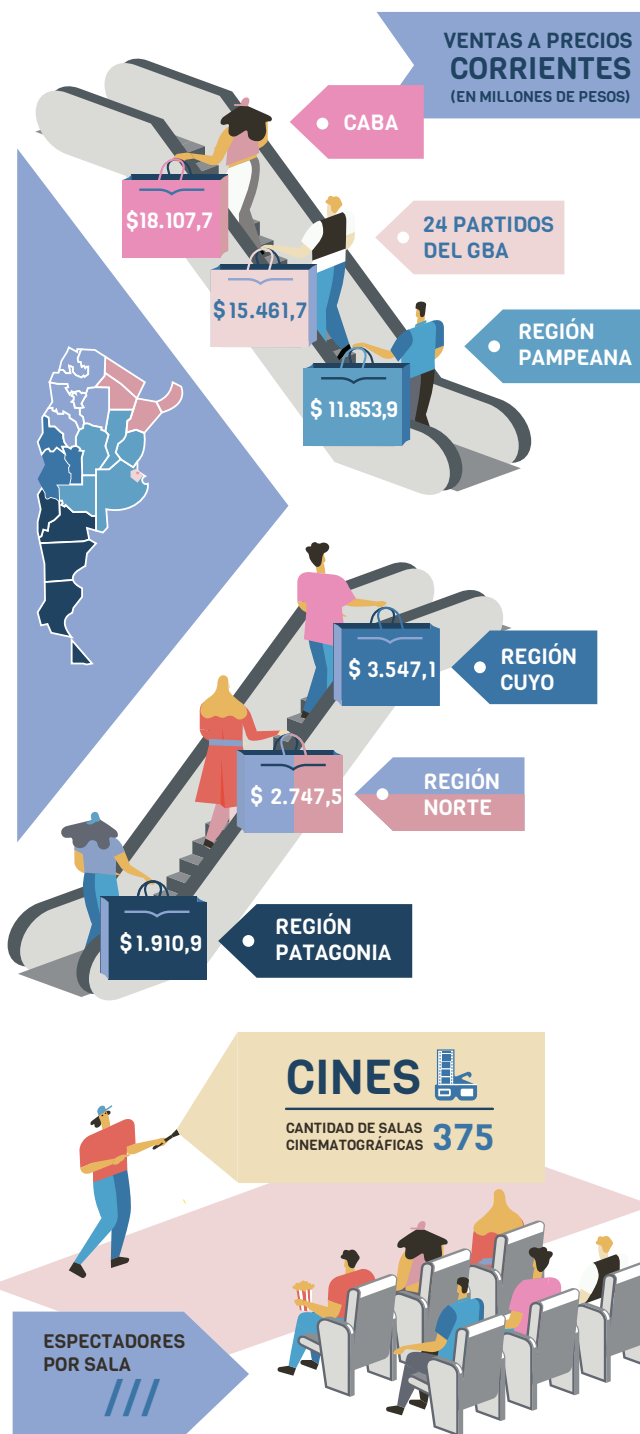 VENTAS A PRECIOS
CORRIENTES
(EN MILLONES DE PESOS)
CABA
$18.107,7
24 PARTIDOS
DEL GBA
$15.461,7
REGIÓN
PAMPEANA
$ 11.853,9
REGIÓN
CUYO
$ 3.547,1
REGIÓN
NORTE
$ 2.747,5
REGIÓN
PATAGONIA
$1.910,9
CINES
CANTIDAD DE SALAS
CINEMATOGRÁFICAS 375
ESPECTADORES
POR SALA
///